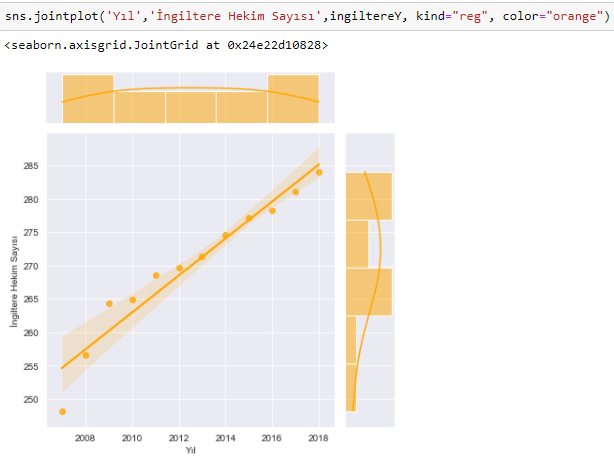 sns.jointplot('Yıl','İngiltere Hekim Sayısı',ingiltereY, kind="reg", color="orange")
<seaborn.axisgrid.JointGrid at 0x24e22d10828>
285
280
275
270
265
260
255
250
İngiltere Hekim Sayısı
2008 2010 2012 2014 2016 2018
Yıl